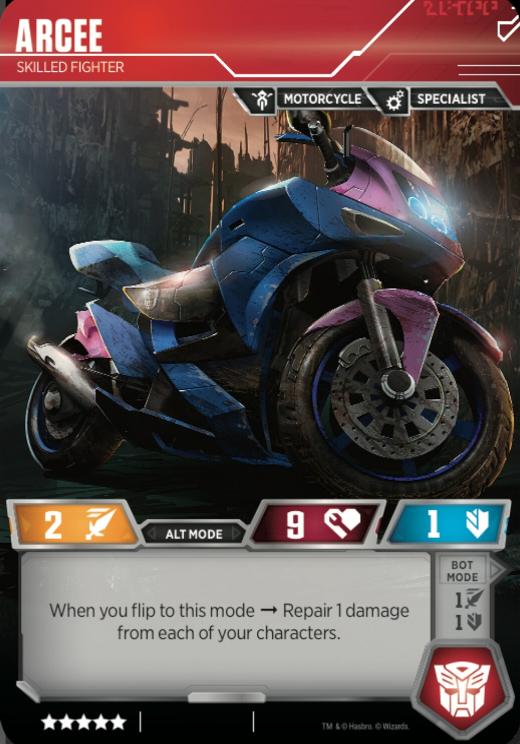 ARCEE
SKILLED FIGHTER
MOTORCYCLE SPECIALIST
2 ALT MODE 9 1
When you flip to this mode → Repair 1 damage
from each of your characters.
BOT
MODE
1
1
TM & © Hasbro. © Wizards.